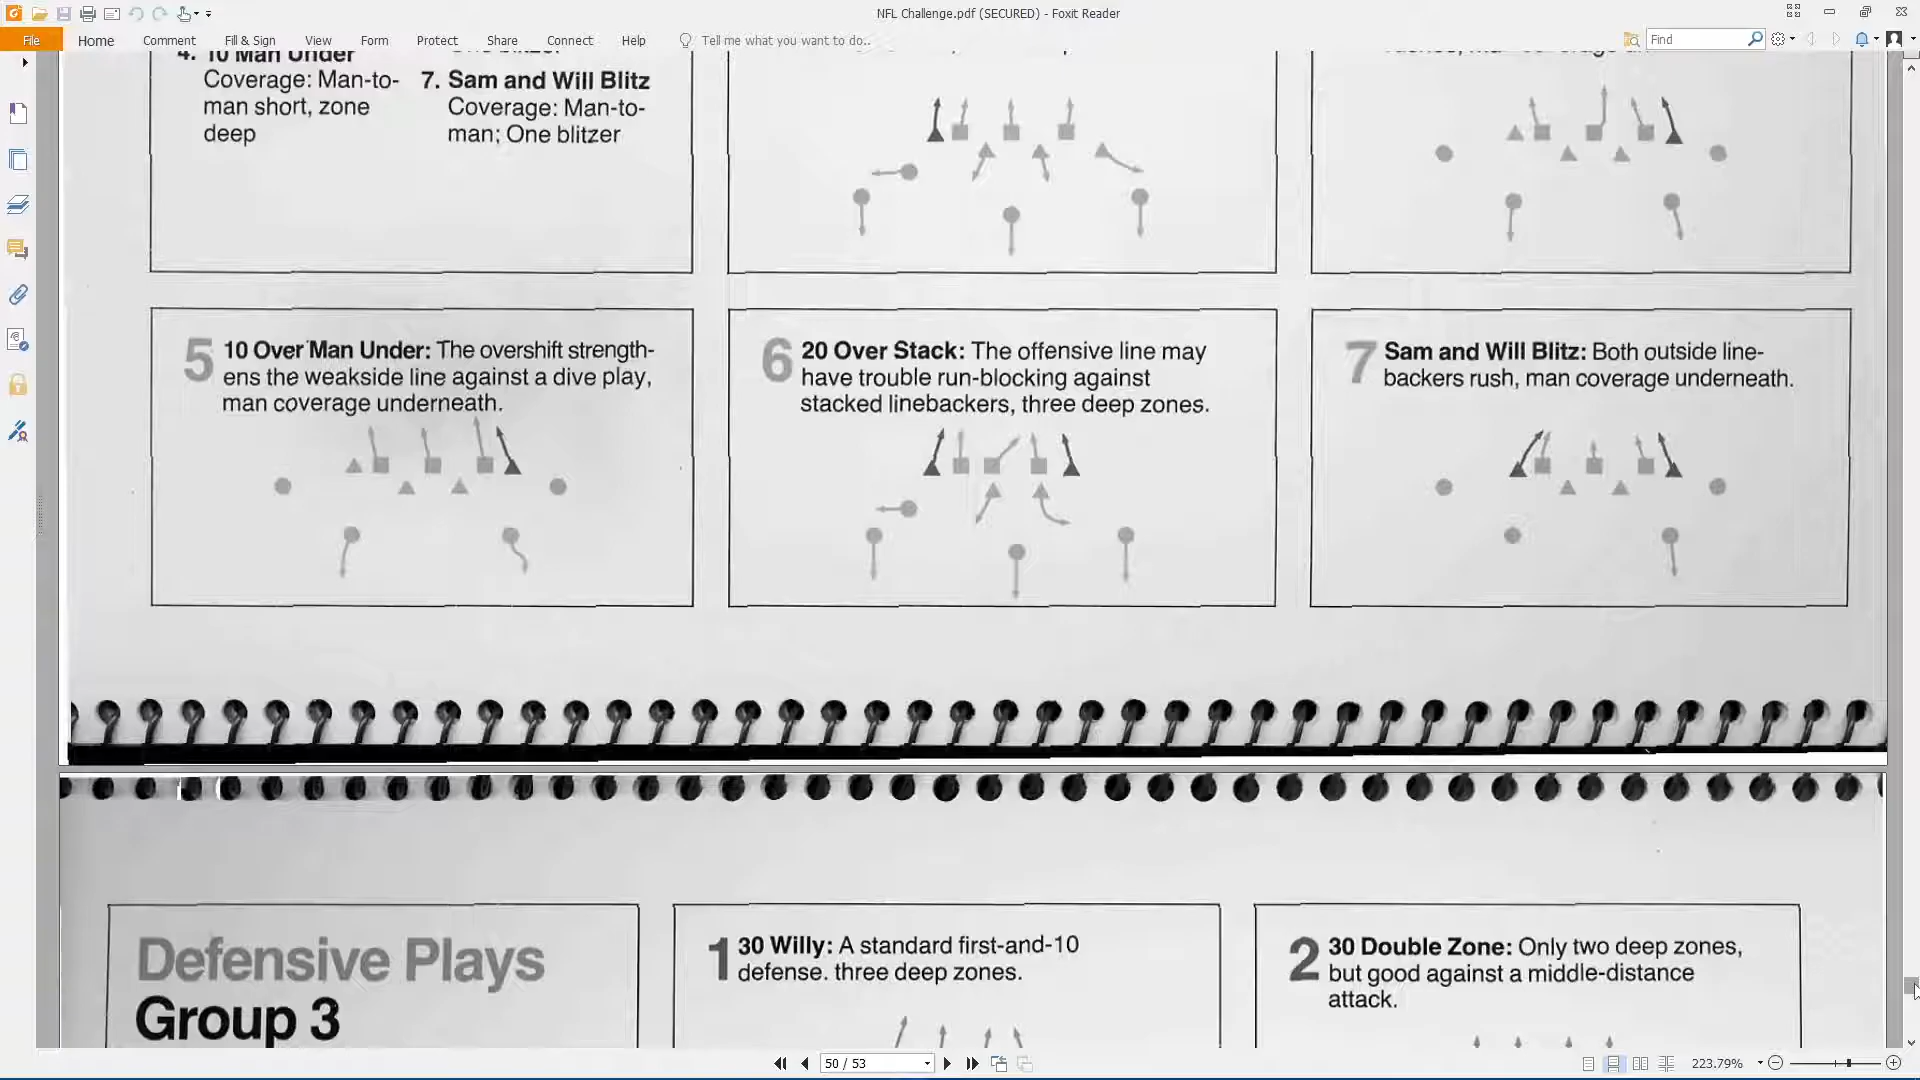 NFL Challenge.pdf (SECURED) - Foxit Reader
File Home Comment Fill & Sign View Form Protect Share Connect Help Tell me what you want to do.. Find
4. 10 Man Under
Coverage: Man-to-
man short, zone
deep
7. Sam and Will Blitz
Coverage: Man-to-
man; One blitzer
5 10 Over Man Under: The overshift strength-
ens the weakside line against a dive play,
man coverage underneath.
6 20 Over Stack: The offensive line may
have trouble run-blocking against
stacked linebackers, three deep zones.
7 Sam and Will Blitz: Both outside line-
backers rush, man coverage underneath.
Defensive Plays
Group 3
1 30 Willy: A standard first-and-10
defense. three deep zones.
2 30 Double Zone: Only two deep zones,
but good against a middle-distance
attack.
50 / 53
223.79%